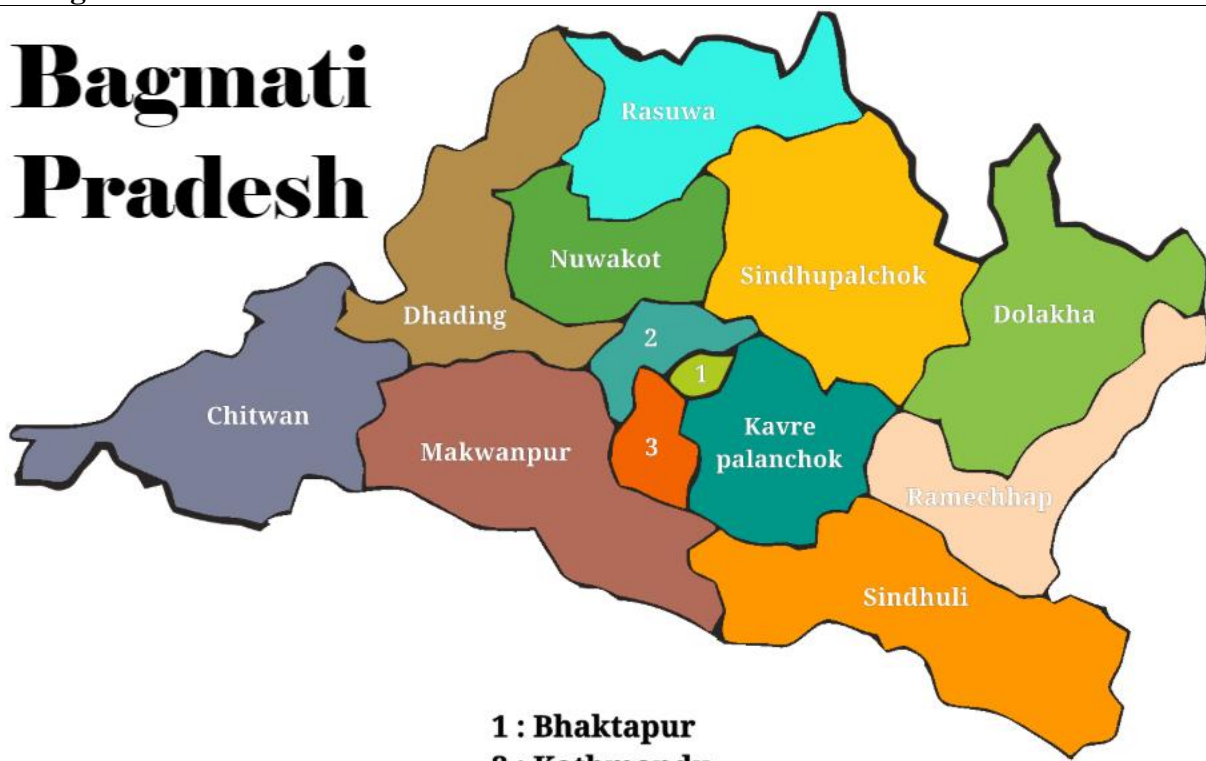 Bagmati
Pradesh
Rasuwa
Nuwakot
Sindhupalchok
Dhading
Dolakha
2
1
Chitwan
Makwanpur
3
Kavre
palanchok
Ramechhap
Sindhuli
1 : Bhaktapur